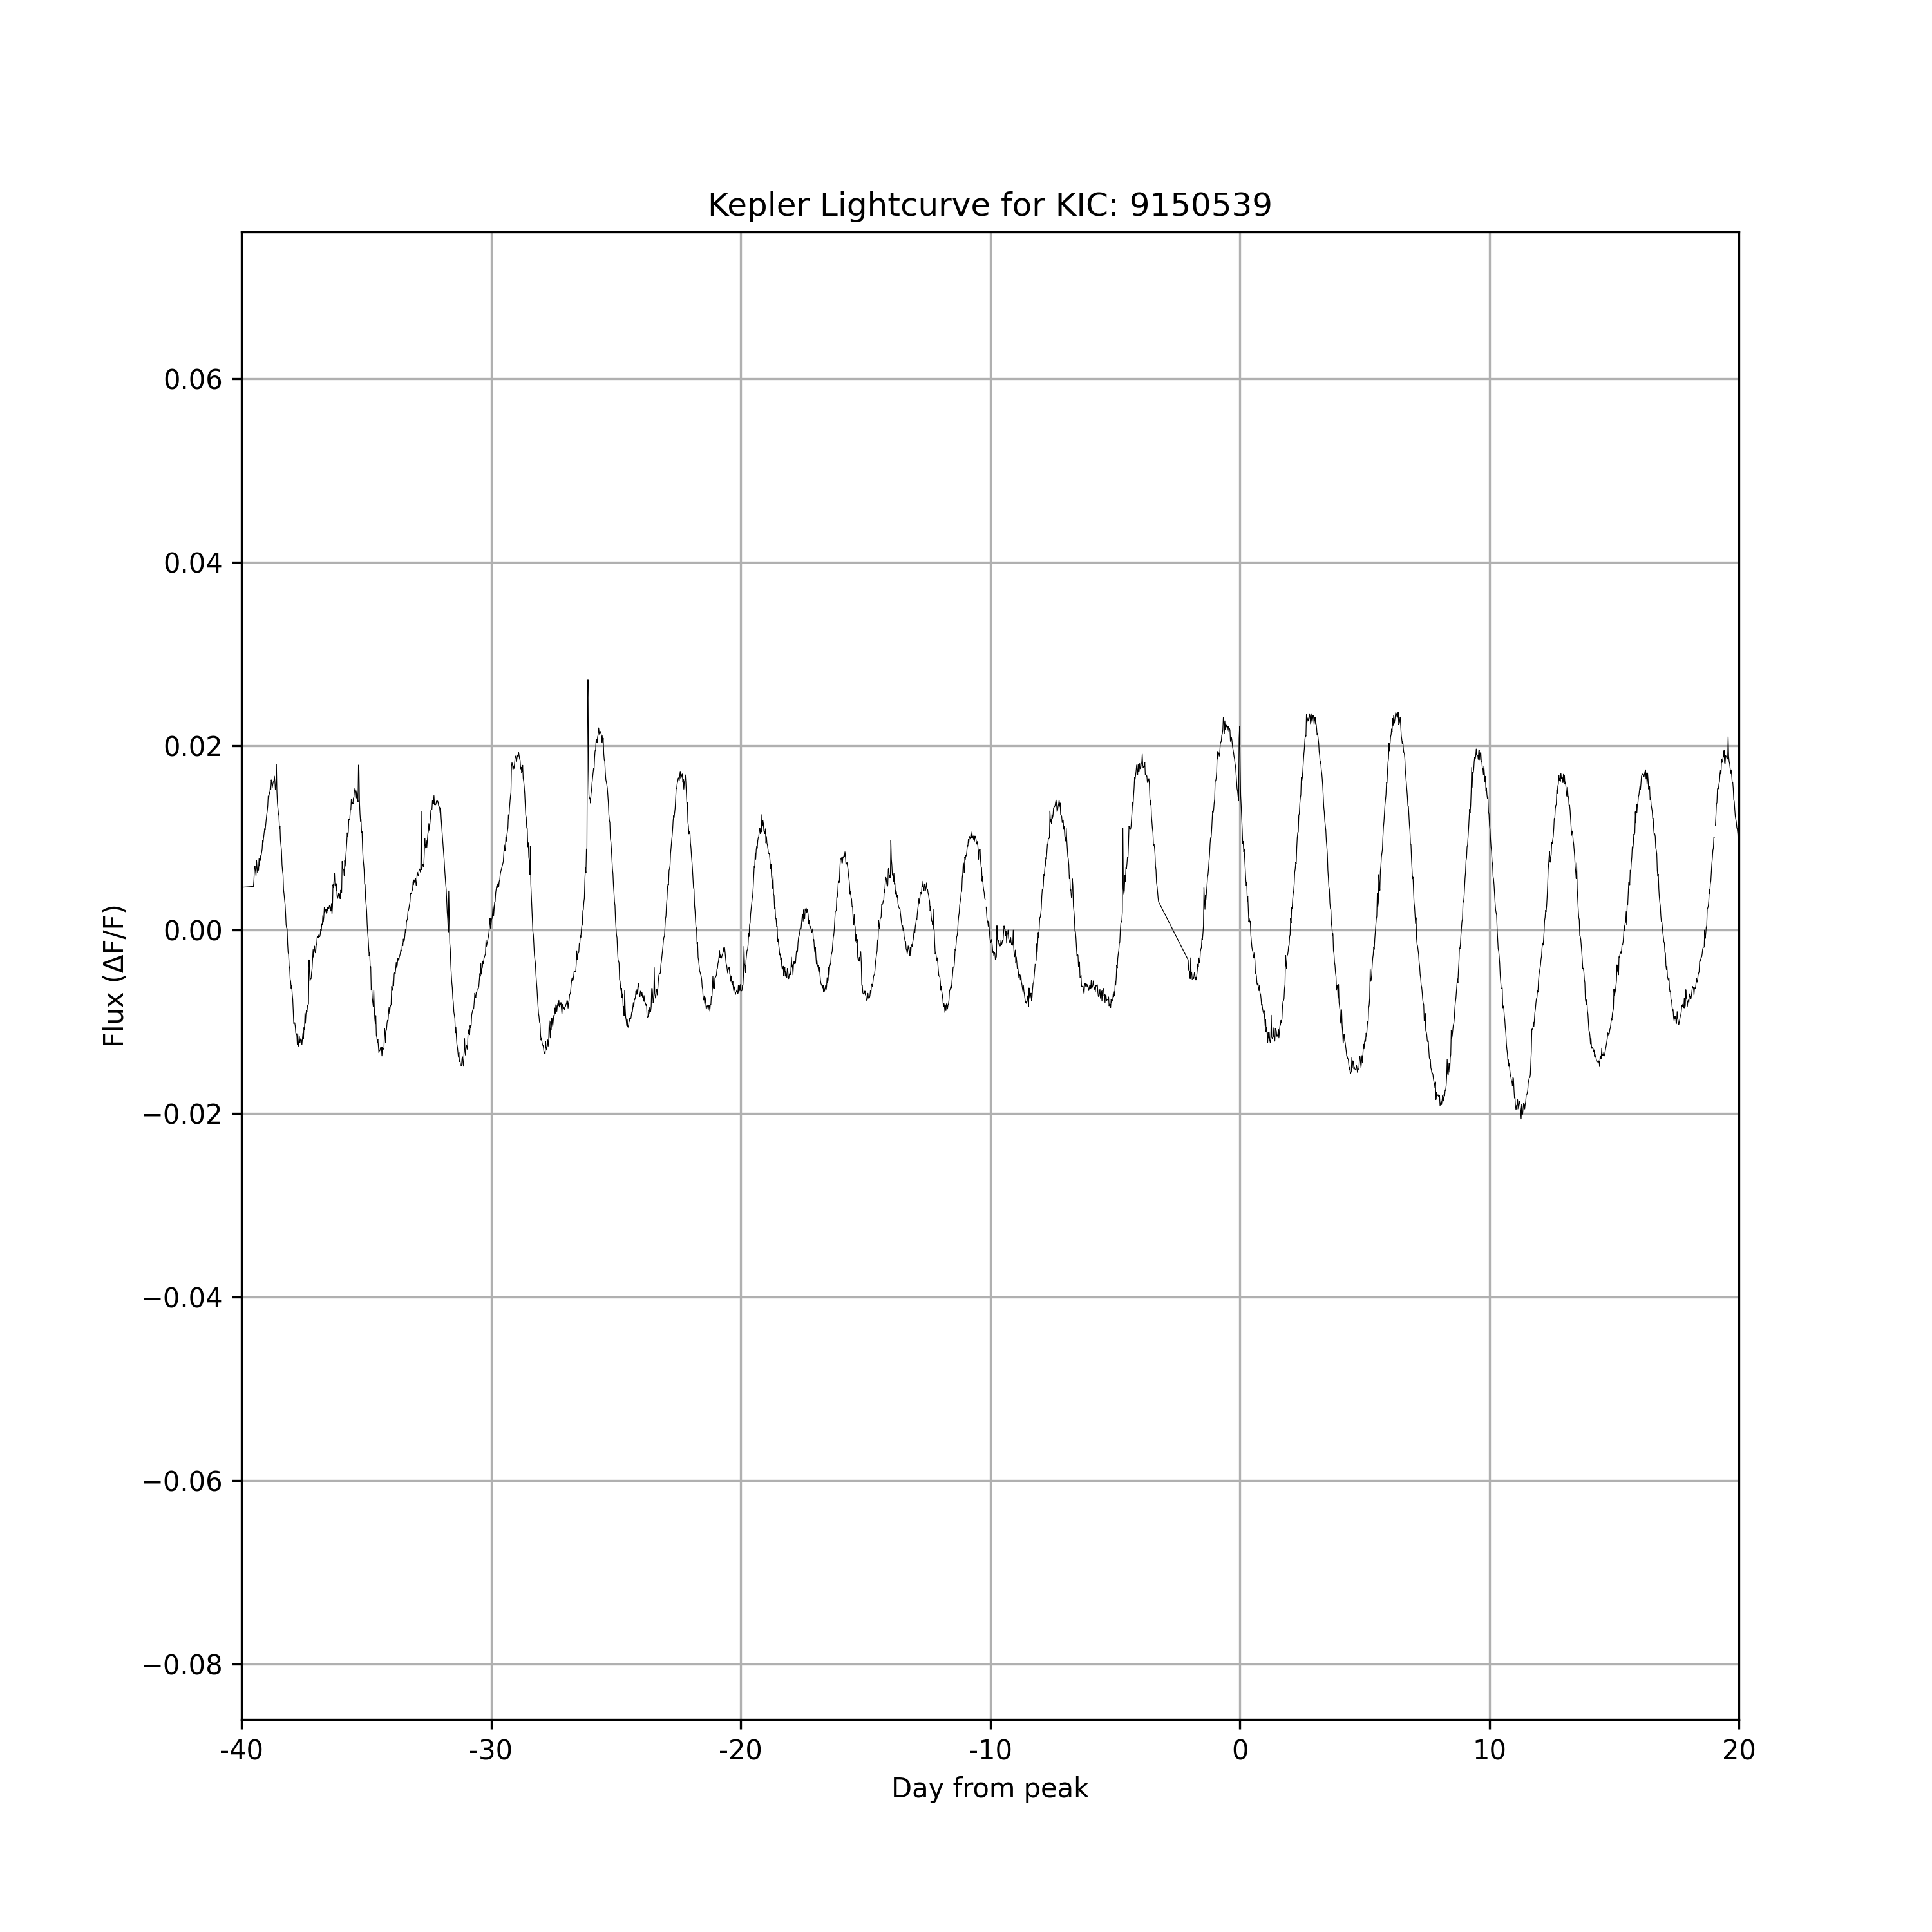 Kepler Lightcurve for KIC: 9150539
Flux (ΔF/F)
0.06
0.04
0.02
0.00
−0.02
−0.04
−0.06
−0.08
-40 -30 -20 -10 0 10 20
Day from peak